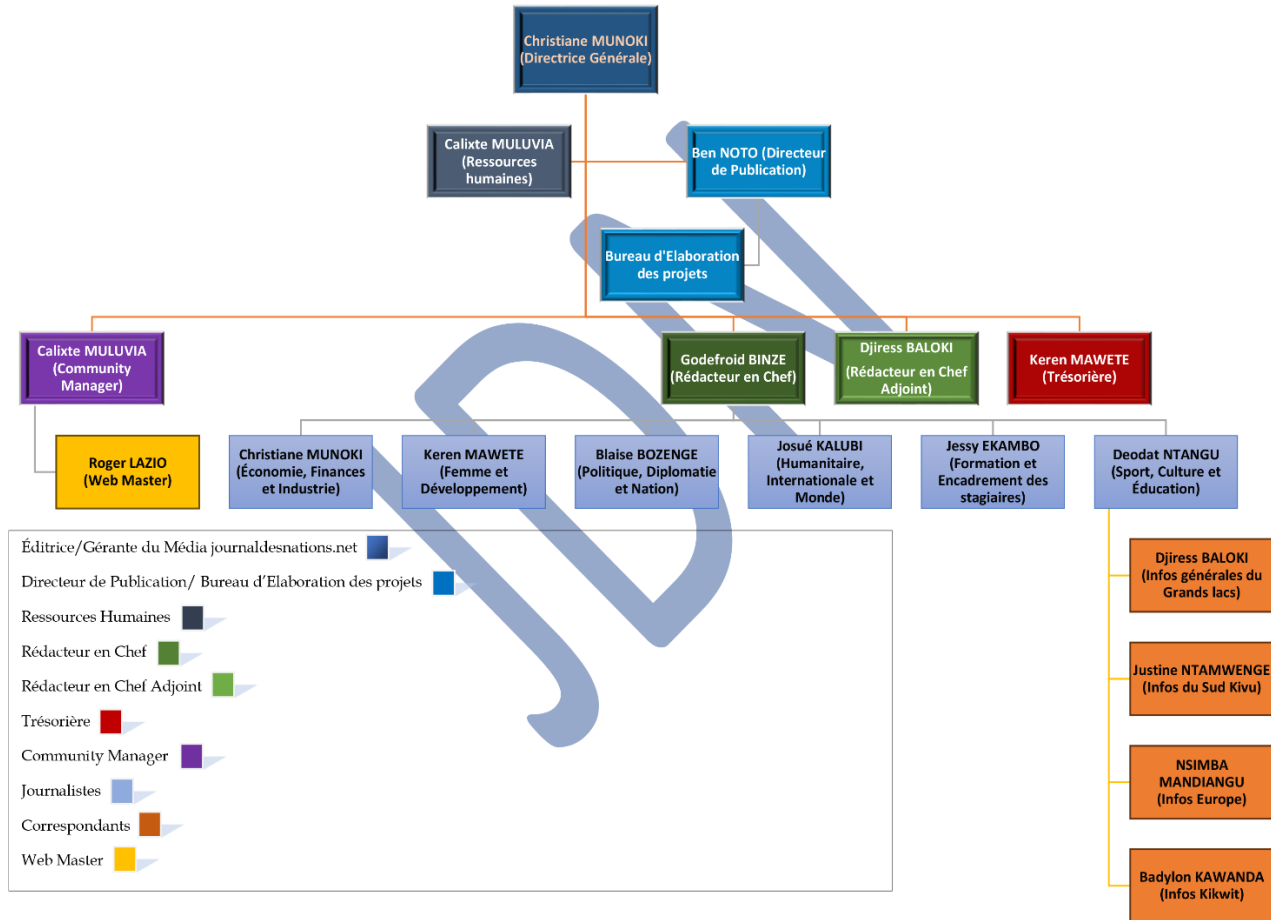 Christiane MUNOKI
(Directrice Générale)
Calixte MULUVIA
(Ressources
humaines)
Ben NOTO (Directeur
de Publication)
Bureau d'Elaboration
des projets
Calixte MULUVIA
(Community
Manager)
Godefroid BINZE
(Rédacteur en Chef)
Djiress BALOKI
(Rédacteur en Chef
Adjoint)
Keren MAWETE
(Trésorière)
Roger LAZIO
(Web Master)
Christiane MUNOKI
(Économie, Finances
et Industrie)
Keren MAWETE
(Femme et
Développement)
Blaise BOZENGE
(Politique, Diplomatie
et Nation)
Josué KALUBI
(Humanitaire,
Internationale et
Monde)
Jessy EKAMBO
(Formation et
Encadrement des
stagiaires)
Deodat NTANGU
(Sport, Culture et
Éducation)
Djiress BALOKI
(Infos générales du
Grands lacs)
Justine NTAMWENGE
(Infos du Sud Kivu)
NSIMBA
MANDIANGU
(Infos Europe)
Badylon KAWANDA
(Infos Kikwit)
Éditrice/Gérante du Média journaldesnations.net
Directeur de Publication/ Bureau d'Elaboration des projets
Ressources Humaines
Rédacteur en Chef
Rédacteur en Chef Adjoint
Trésorière
Community Manager
Journalistes
Correspondants
Web Master
JDN